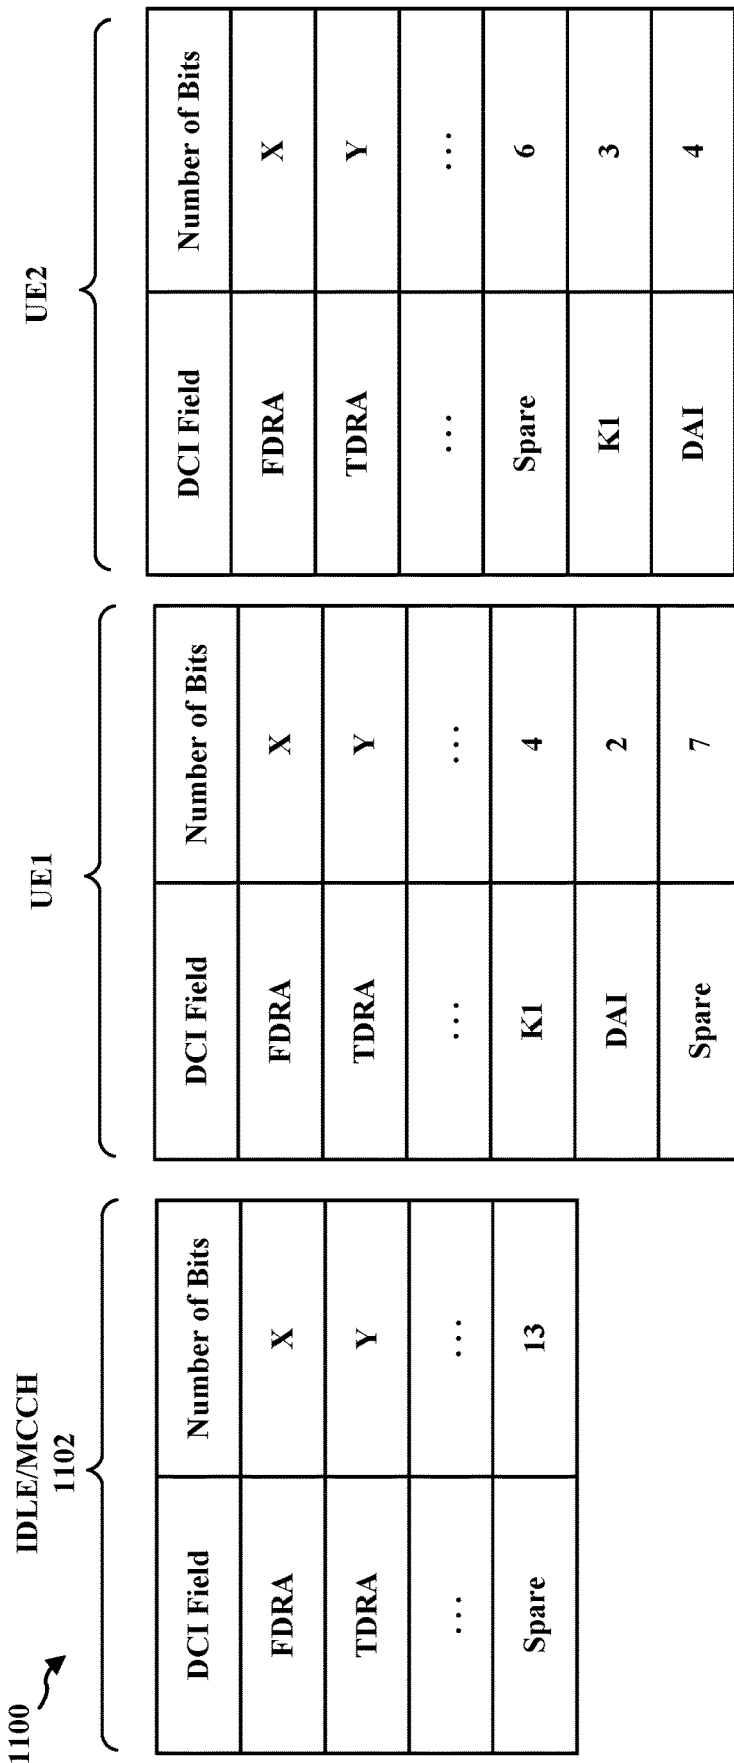 1100
IDLE/MCCH
1102
DCI Field Number of Bits
FDRA X
TDRA Y
... ...
Spare 13
UE1
DCI Field Number of Bits
FDRA X
TDRA Y
... ...
K1 4
DAI 2
Spare 7
UE2
DCI Field Number of Bits
FDRA X
TDRA Y
... ...
Spare 6
K1 3
DAI 4